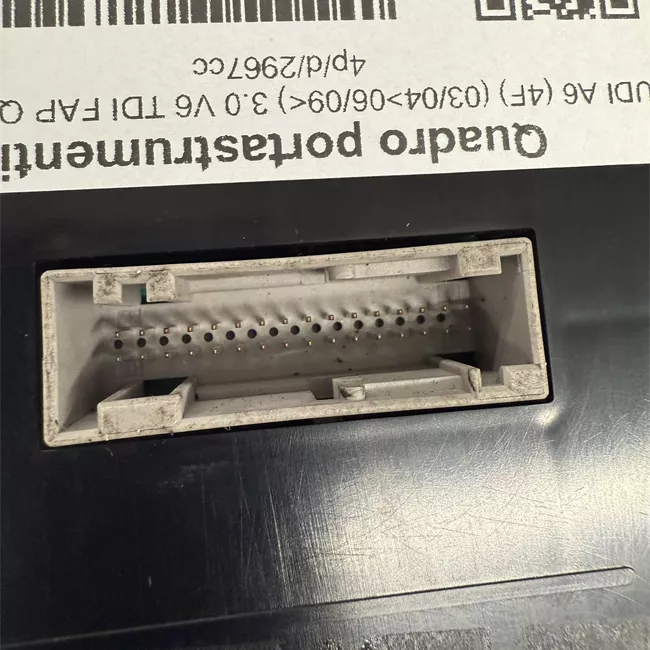 Quadro portastrumenti
UDI A6 (4F) (03/04>06/09<) 3.0 V6 TDI FAP Q
4p/d/2967cc